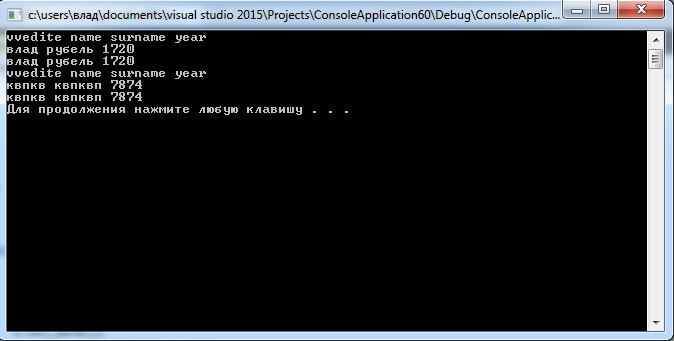 c:\users\влад\documents\visual studio 2015\Projects\ConsoleApplication60\Debug\ConsoleApplic...
vvedite name surname year
влад рубель 1720
влад рубель 1720
vvedite name surname year
квпкв квпквп 7874
квпкв квпквп 7874
Для продолжения нажмите любую клавишу . . .